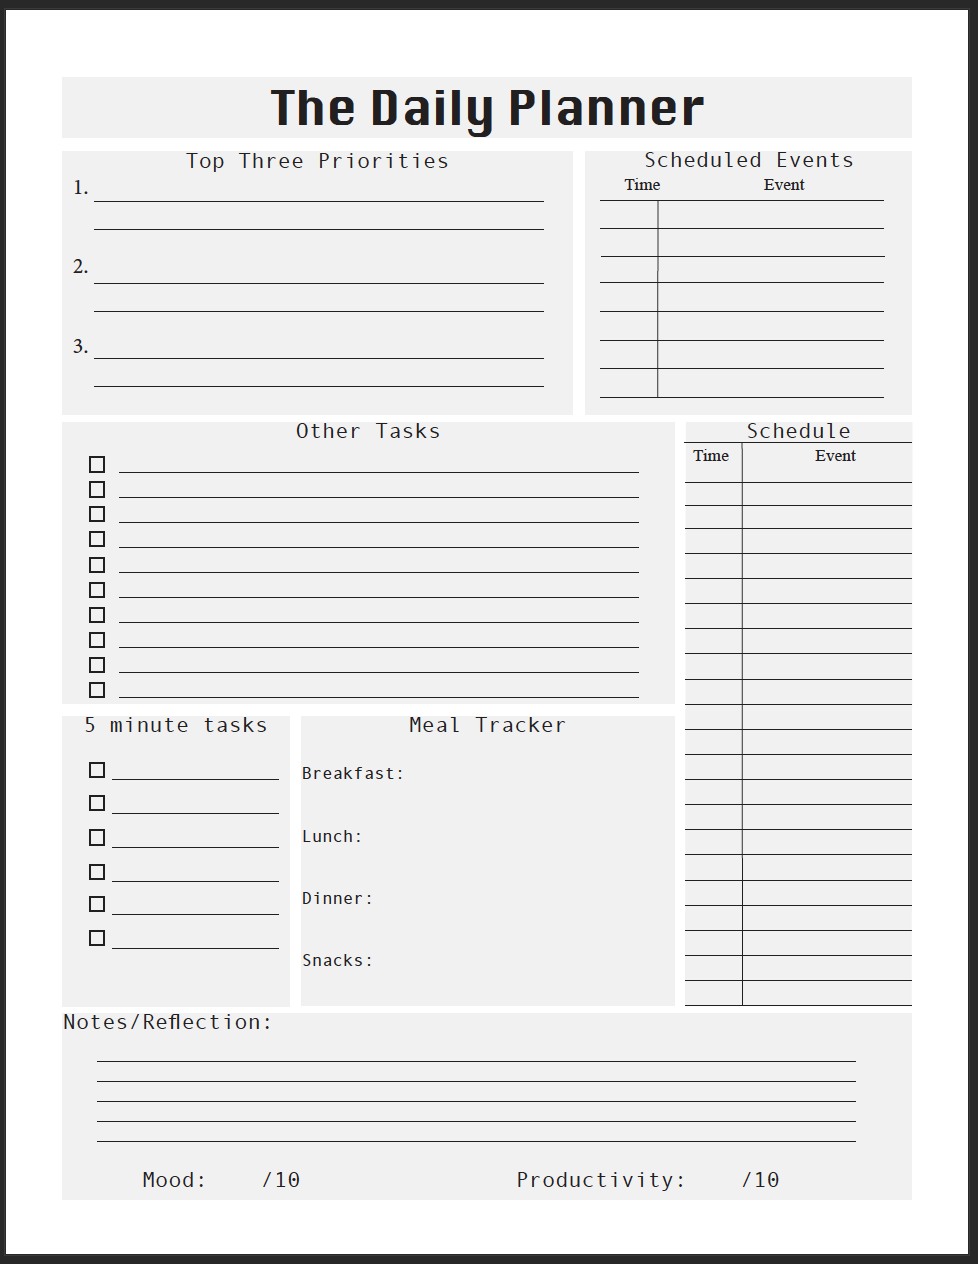 The Daily Planner
Top Three Priorities
1.
2.
3.
Scheduled Events
Time Event
Other Tasks
Schedule
Time Event
5 minute tasks
Meal Tracker
Breakfast:
Lunch:
Dinner:
Snacks:
Notes/Reflection:
Mood: /10 Productivity: /10